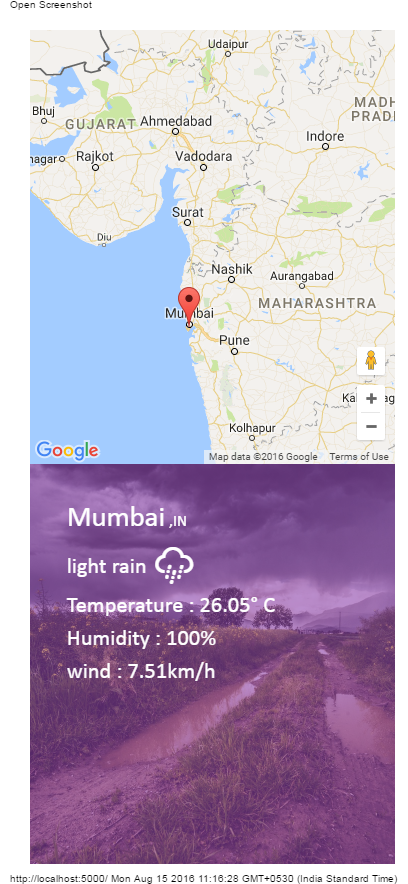 Open Screenshot
Udaipur
MADH
PRADE
Bhuj
GUJARAT
Ahmedabad
Indore
nagar
Rajkot
Vadodara
Surat
Diu
Nashik
Aurangabad
MAHARASHTRA
Mumbai
Pune
Kolhapur
Google
Map data ©2016 Google Terms of Use
Mumbai ,IN
light rain
Temperature : 26.05° C
Humidity : 100%
wind : 7.51km/h
http://localhost:5000/ Mon Aug 15 2016 11:16:28 GMT+0530 (India Standard Time)